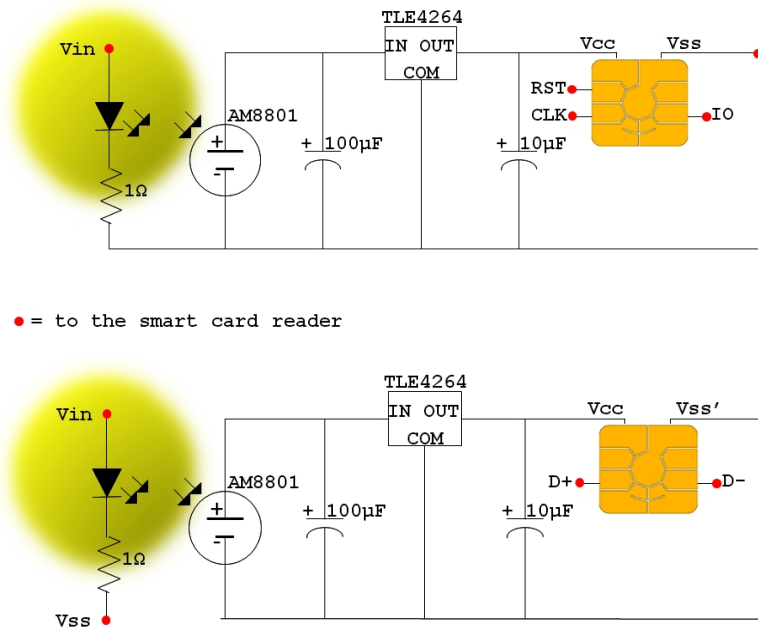 TLE4264
Vin
IN OUT
COM
Vcc
Vss
RST
CLK
IO
AM8801
+
-
+ 100µF
+ 10µF
1Ω
= to the smart card reader
TLE4264
Vin
IN OUT
COM
Vcc
Vss'
D+
D-
AM8801
+
-
+ 100µF
+ 10µF
1Ω
Vss